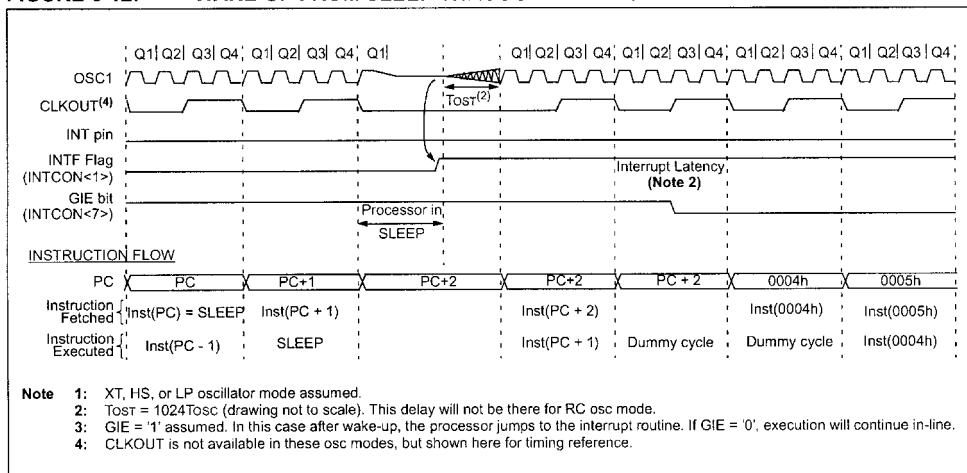 FIGURE 9-12: WAKE-UP FROM SLEEP THROUGH INTERRUPT
Q1 Q2 Q3 Q4 Q1 Q2 Q3 Q4 Q1 Q1 Q2 Q3 Q4 Q1 Q2 Q3 Q4 Q1 Q2 Q3 Q4 Q1 Q2 Q3 Q4
OSC1
TOST(2)
CLKOUT(4)
INT pin
INTF Flag
(INTCON<1>)
Interrupt Latency
(Note 2)
GIE bit
(INTCON<7>)
Processor in
SLEEP
INSTRUCTION FLOW
PC PC PC+1 PC+2 PC+2 PC + 2 0004h 0005h
Instruction
Fetched { Inst(PC) = SLEEP Inst(PC + 1) Inst(PC + 2) Inst(0004h) Inst(0005h)
Instruction
Executed { Inst(PC - 1) SLEEP Inst(PC + 1) Dummy cycle Dummy cycle Inst(0004h)
Note 1: XT, HS, or LP oscillator mode assumed.
2: TOST = 1024TOSC (drawing not to scale). This delay will not be there for RC osc mode.
3: GIE = '1' assumed. In this case after wake-up, the processor jumps to the interrupt routine. If GIE = '0', execution will continue in-line.
4: CLKOUT is not available in these osc modes, but shown here for timing reference.